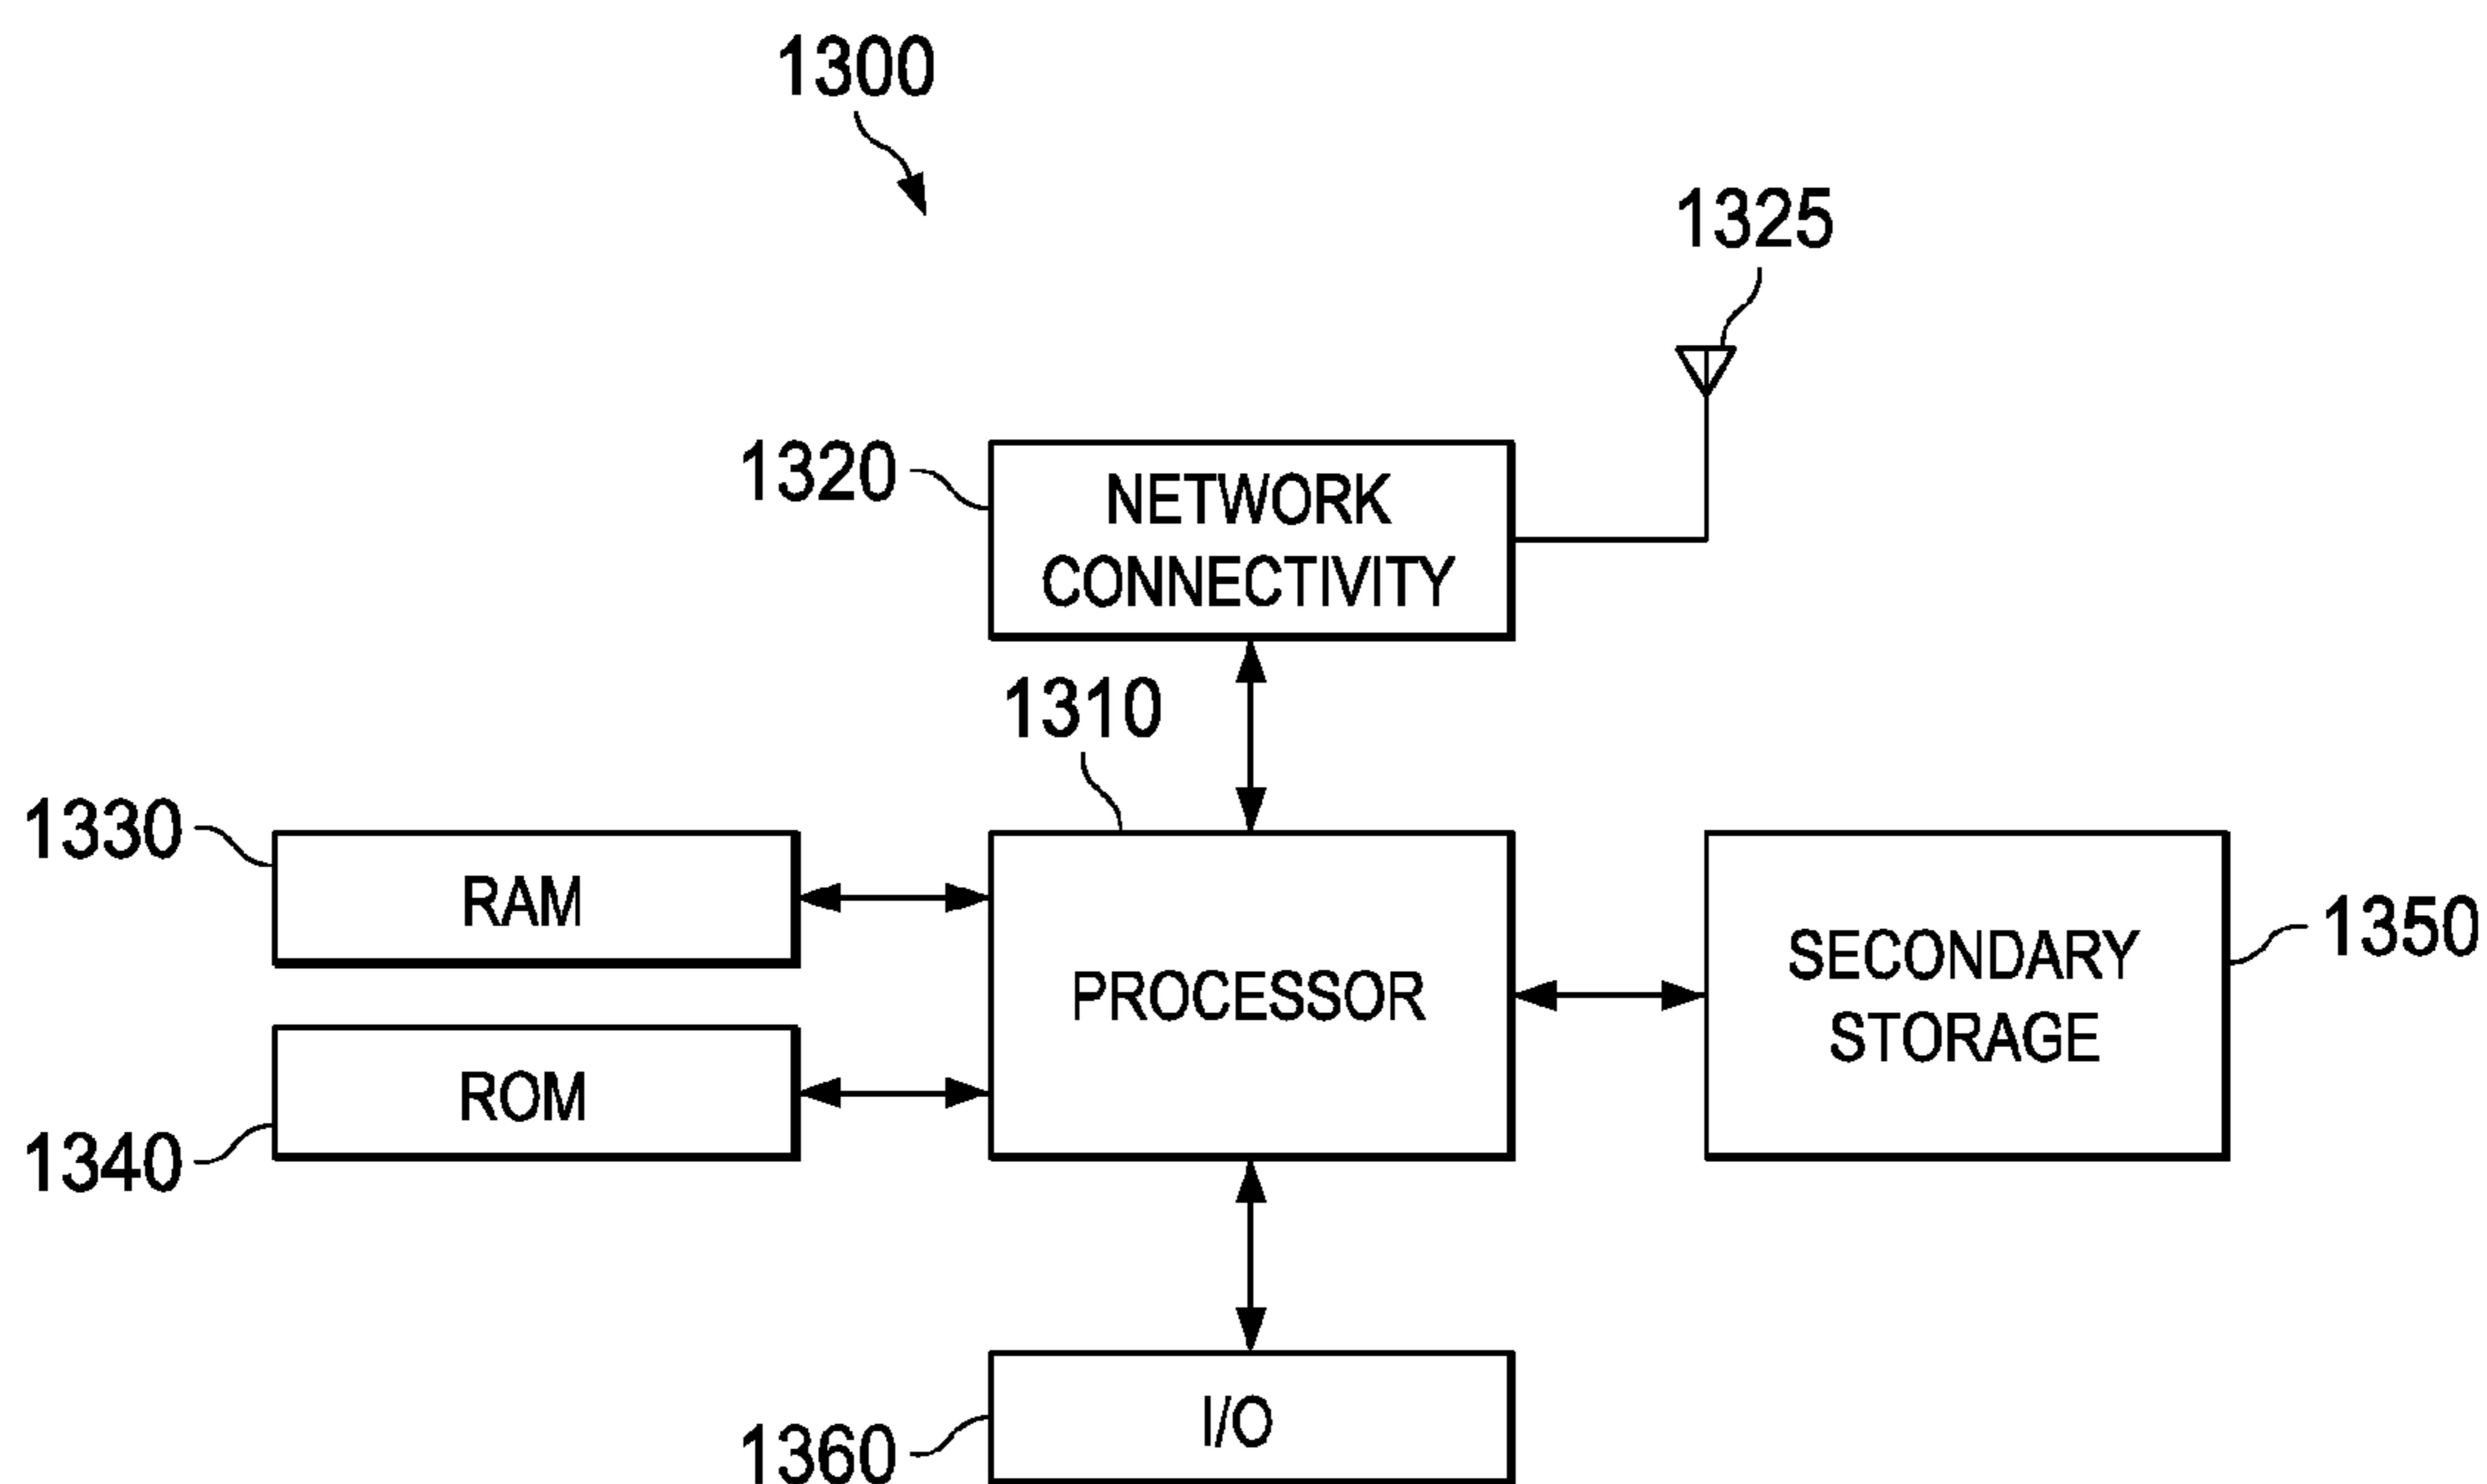 1300
1325
1320
NETWORK
CONNECTIVITY
1310
1330
RAM
PROCESSOR
SECONDARY
STORAGE
1350
ROM
1340
I/O
1360